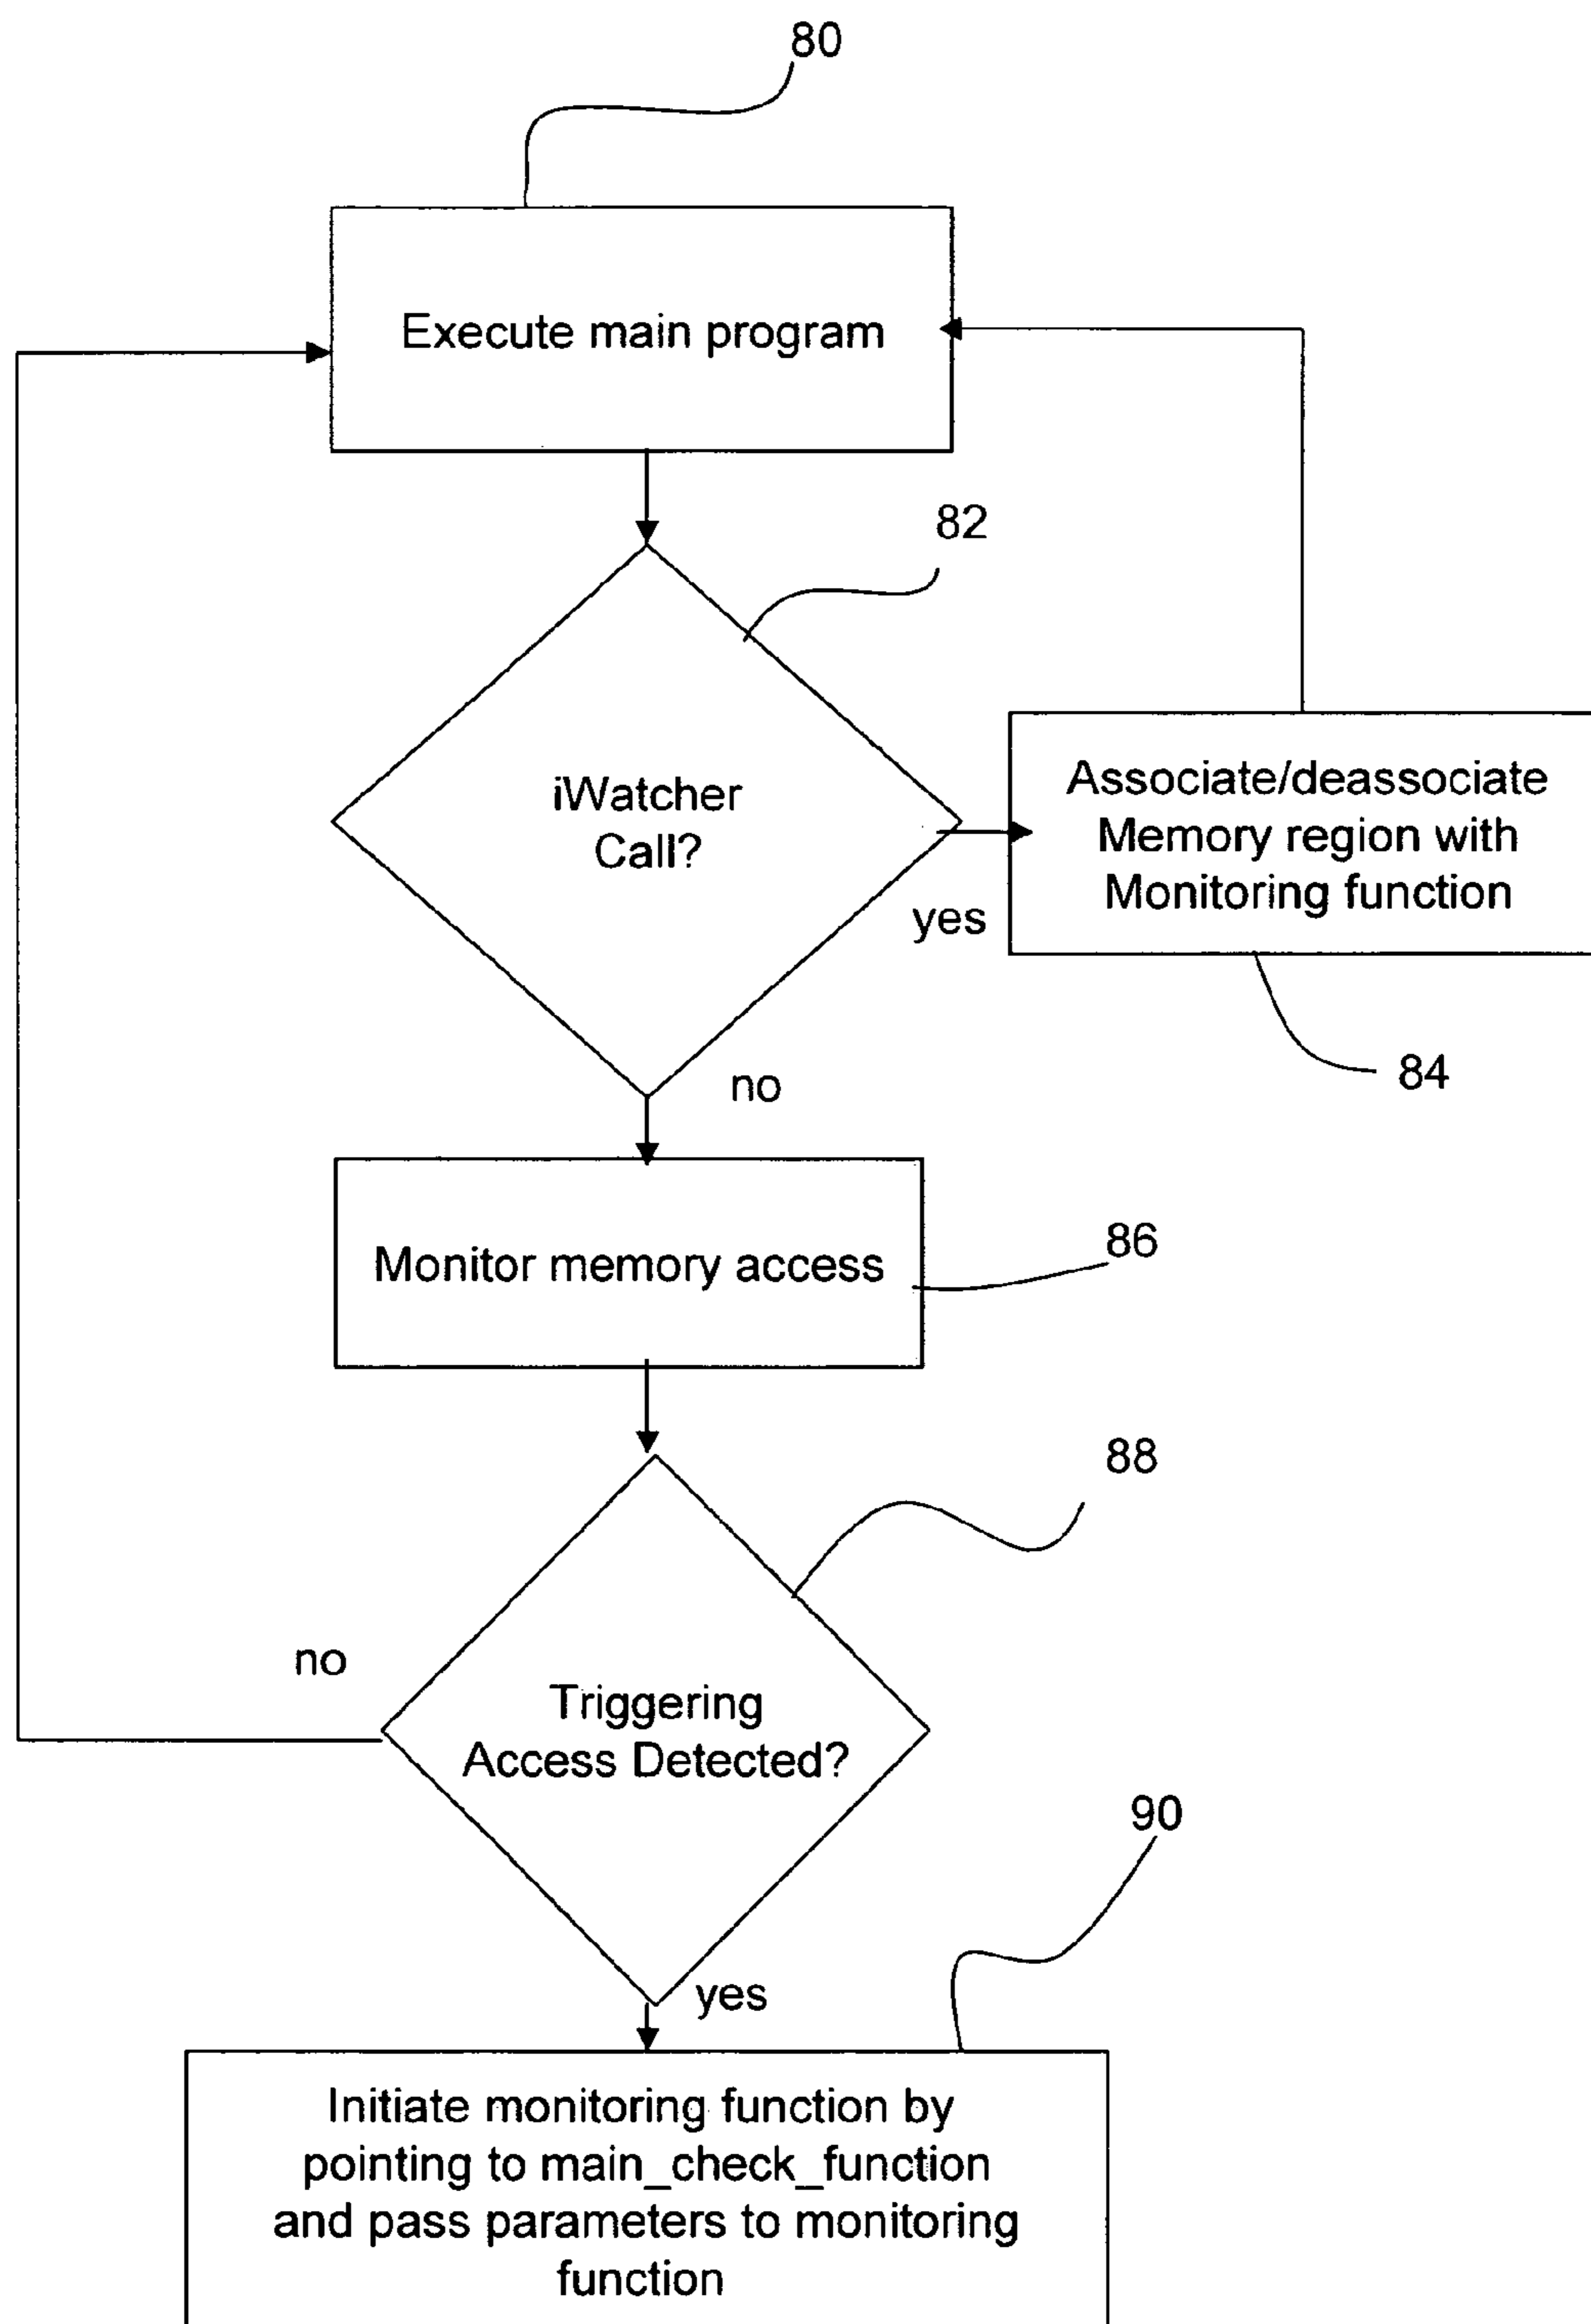 80
Execute main program
82
iWatcher
Call?
yes
Associate/deassociate
Memory region with
Monitoring function
84
no
Monitor memory access
86
88
no
Triggering
Access Detected?
90
yes
Initiate monitoring function by
pointing to main_check_function
and pass parameters to monitoring
function